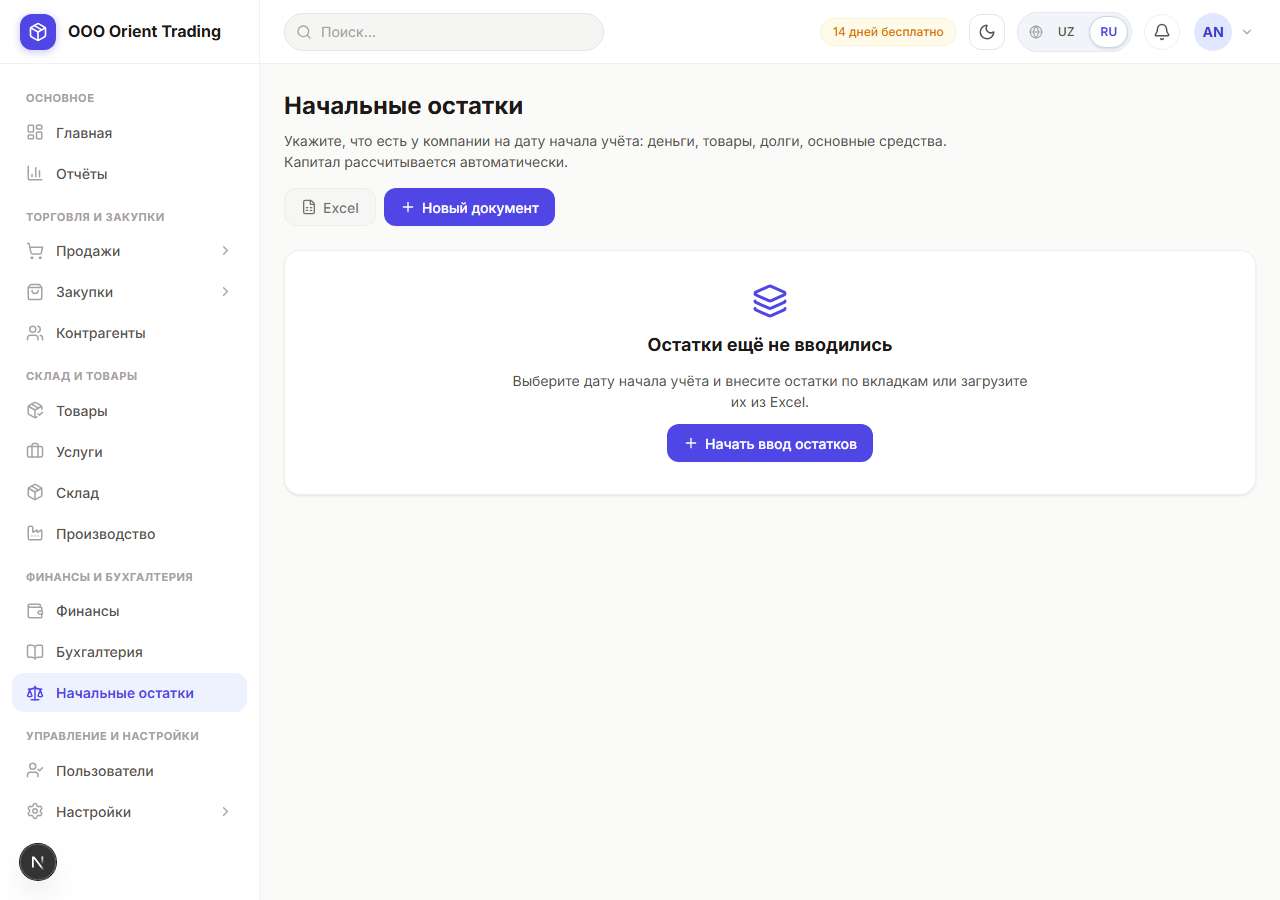 OOO Orient Trading
Поиск...
14 дней бесплатно
UZ
RU
AN
ОСНОВНОЕ
Главная
Отчёты
ТОРГОВЛЯ И ЗАКУПКИ
Продажи
Закупки
Контрагенты
СКЛАД И ТОВАРЫ
Товары
Услуги
Склад
Производство
ФИНАНСЫ И БУХГАЛТЕРИЯ
Финансы
Бухгалтерия
Начальные остатки
УПРАВЛЕНИЕ И НАСТРОЙКИ
Пользователи
Настройки
N
Начальные остатки
Укажите, что есть у компании на дату начала учёта: деньги, товары, долги, основные средства.
Капитал рассчитывается автоматически.
Excel
Новый документ
Остатки ещё не вводились
Выберите дату начала учёта и внесите остатки по вкладкам или загрузите
их из Excel.
Начать ввод остатков